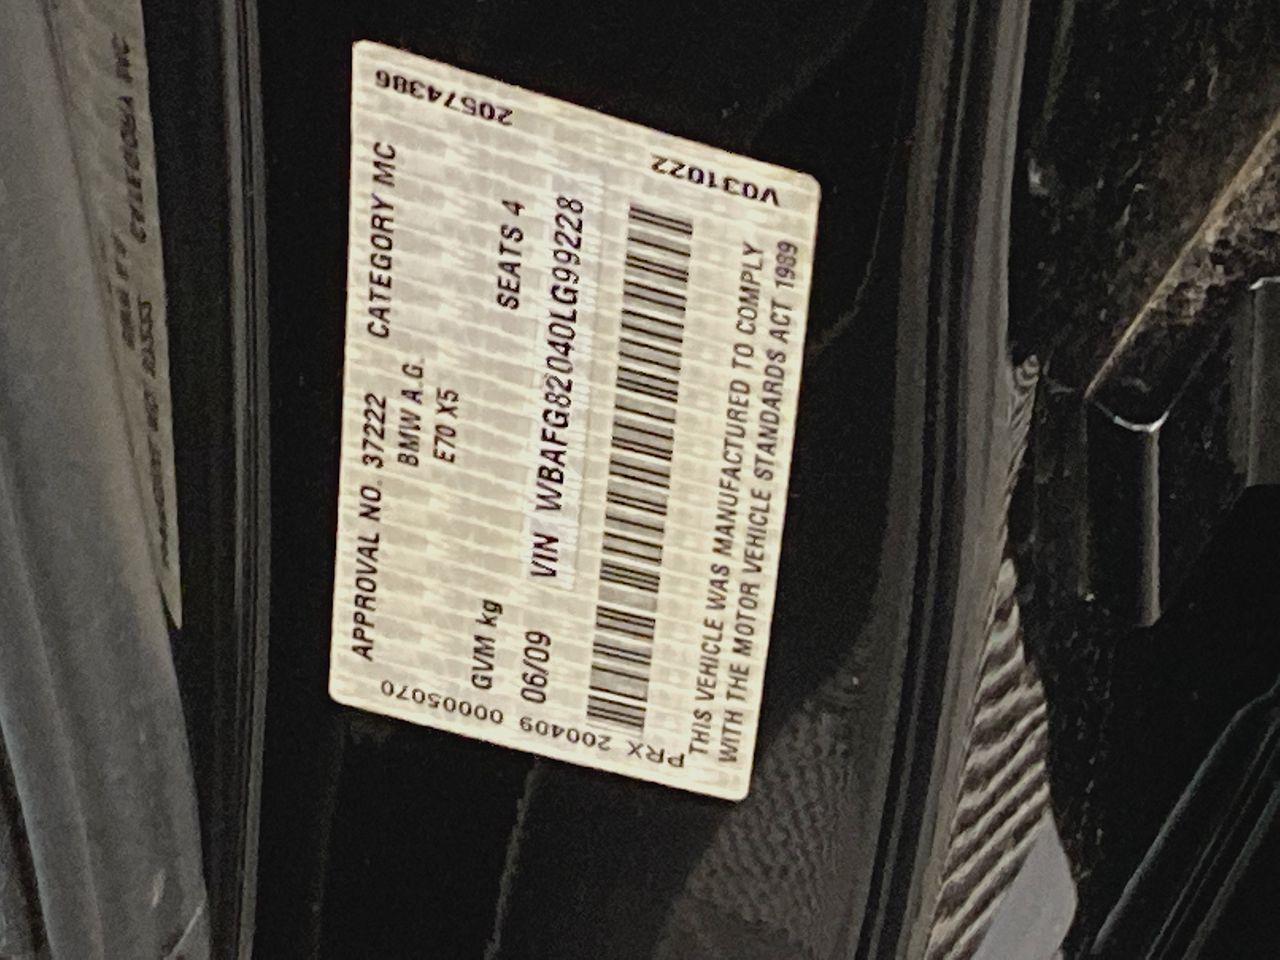 APPROVAL NO. 37222 CATEGORY MC
BMW A.G.
E70 X5
GVM kg SEATS 4
06/09 VIN WBAFG82040LG99228
THIS VEHICLE WAS MANUFACTURED TO COMPLY
WITH THE MOTOR VEHICLE STANDARDS ACT 1989
20574386
V031022
PRX 200409 00005070